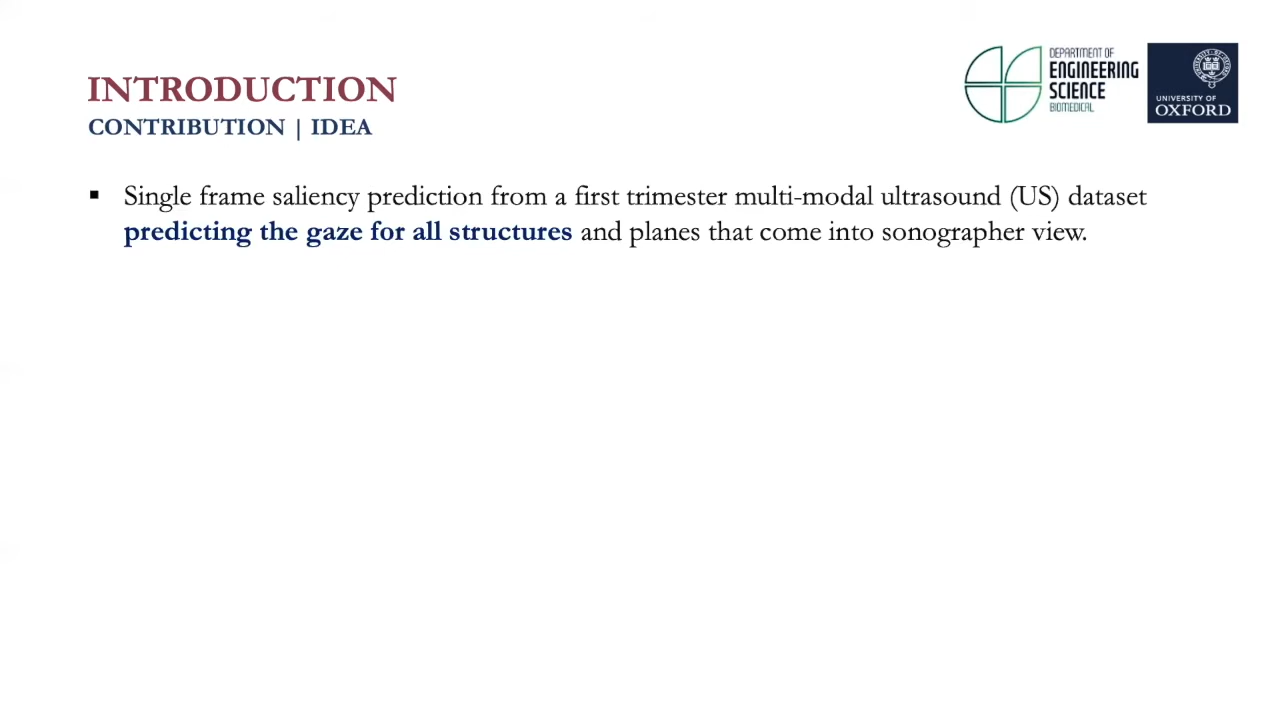 INTRODUCTION
CONTRIBUTION | IDEA
DEPARTMENT OF
ENGINEERING
SCIENCE
BIOMEDICAL
UNIVERSITY OF
OXFORD
▪ Single frame saliency prediction from a first trimester multi-modal ultrasound (US) dataset
predicting the gaze for all structures and planes that come into sonographer view.